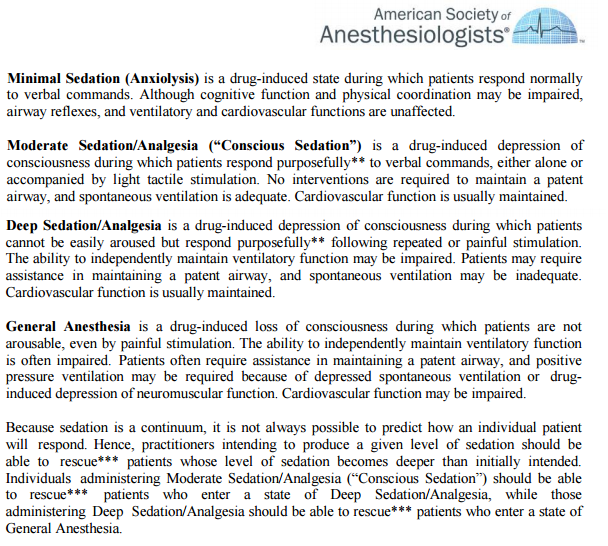 American Society of
Anesthesiologists®
Minimal Sedation (Anxiolysis) is a drug-induced state during which patients respond normally
to verbal commands. Although cognitive function and physical coordination may be impaired,
airway reflexes, and ventilatory and cardiovascular functions are unaffected.
Moderate Sedation/Analgesia (“Conscious Sedation”) is a drug-induced depression of
consciousness during which patients respond purposefully** to verbal commands, either alone or
accompanied by light tactile stimulation. No interventions are required to maintain a patent
airway, and spontaneous ventilation is adequate. Cardiovascular function is usually maintained.
Deep Sedation/Analgesia is a drug-induced depression of consciousness during which patients
cannot be easily aroused but respond purposefully** following repeated or painful stimulation.
The ability to independently maintain ventilatory function may be impaired. Patients may require
assistance in maintaining a patent airway, and spontaneous ventilation may be inadequate.
Cardiovascular function is usually maintained.
General Anesthesia is a drug-induced loss of consciousness during which patients are not
arousable, even by painful stimulation. The ability to independently maintain ventilatory function
is often impaired. Patients often require assistance in maintaining a patent airway, and positive
pressure ventilation may be required because of depressed spontaneous ventilation or drug-
induced depression of neuromuscular function. Cardiovascular function may be impaired.
Because sedation is a continuum, it is not always possible to predict how an individual patient
will respond. Hence, practitioners intending to produce a given level of sedation should be
able to rescue*** patients whose level of sedation becomes deeper than initially intended.
Individuals administering Moderate Sedation/Analgesia (“Conscious Sedation”) should be able
to rescue*** patients who enter a state of Deep Sedation/Analgesia, while those
administering Deep Sedation/Analgesia should be able to rescue*** patients who enter a state of
General Anesthesia.